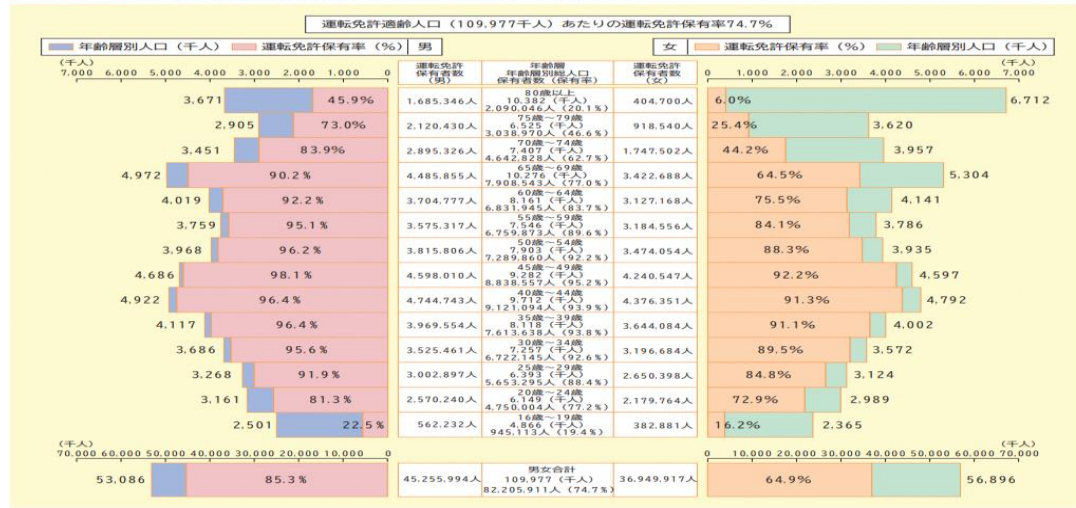 運転免許適齢人口（109.977千人）あたりの運転免許保有率74.7%
年齢層別人口（千人） 運転免許保有率（%） 男
女 運転免許保有率（%） 年齢層別人口（千人）
（千人）
7.000 6.000 5.000 4.000 3.000 2.000 1.000 0
運転免許
保有者数
（男）
年齢層
年齢層別総人口
保有者数（保有率）
運転免許
保有者数
（女）
（千人）
0 1.000 2.000 3.000 4.000 5.000 6.000 7.000
80歳以上
3.671 45.9% 1.685.346人 10.382（千人） 404.700人 6.0% 6.712
2.090.046人（20.1%）
75歳～79歳
2.905 73.0% 2.120.430人 6.525（千人） 918.540人 25.4% 3.620
3.038.970人（46.6%）
70歳～74歳
3.451 83.9% 2.895.326人 7.407（千人） 1.747.502人 44.2% 3.957
4.642.828人（62.7%）
65歳～69歳
4.972 90.2% 4.485.855人 10.276（千人） 3.422.688人 64.5% 5.304
7.908.543人（77.0%）
60歳～64歳
4.019 92.2% 3.704.777人 8.161（千人） 3.127.168人 75.5% 4.141
6.831.945人（83.7%）
55歳～59歳
3.759 95.1% 3.575.317人 7.546（千人） 3.184.556人 84.1% 3.786
6.759.873人（89.6%）
50歳～54歳
3.968 96.2% 3.815.806人 7.903（千人） 3.474.054人 88.3% 3.935
7.289.860人（92.2%）
45歳～49歳
4.686 98.1% 4.598.010人 9.282（千人） 4.240.547人 92.2% 4.597
8.838.557人（95.2%）
40歳～44歳
4.922 96.4% 4.744.743人 9.712（千人） 4.376.351人 91.3% 4.792
9.121.094人（93.9%）
35歳～39歳
4.117 96.4% 3.969.554人 8.118（千人） 3.644.084人 91.1% 4.002
7.613.638人（93.8%）
30歳～34歳
3.686 95.6% 3.525.461人 7.257（千人） 3.196.684人 89.5% 3.572
6.722.145人（92.6%）
25歳～29歳
3.268 91.9% 3.002.897人 6.393（千人） 2.650.398人 84.8% 3.124
5.653.295人（88.4%）
20歳～24歳
3.161 81.3% 2.570.240人 6.149（千人） 2.179.764人 72.9% 2.989
4.750.004人（77.2%）
16歳～19歳
2.501 22.5% 562.232人 4.866（千人） 382.881人 16.2% 2.365
945.113人（19.4%）
（千人）
70.000 60.000 50.000 40.000 30.000 20.000 10.000 0
（千人）
0 10.000 20.000 30.000 40.000 50.000 60.000 70.000
男女合計
53.086 85.3% 45.255.994人 109.977（千人） 36.949.917人 64.9% 56.896
82.205.911人（74.7%）